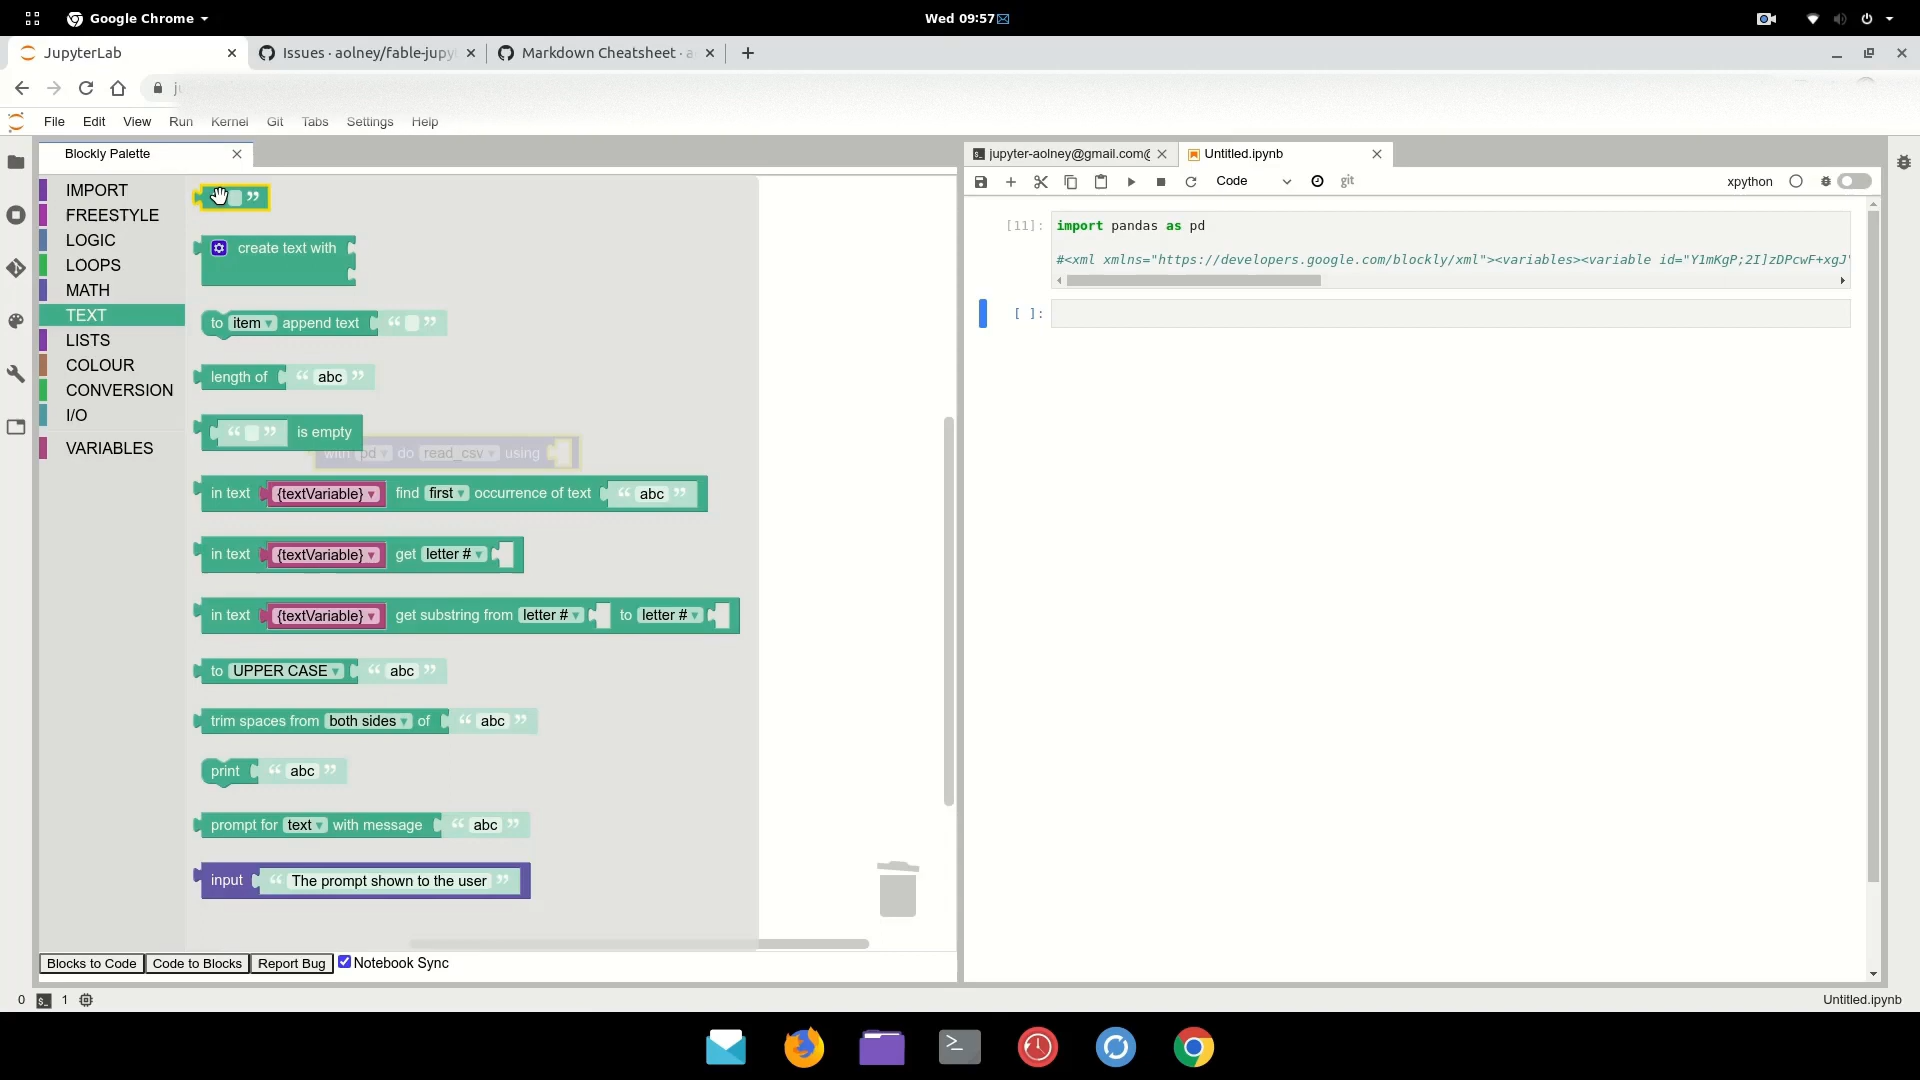 Google Chrome
Wed 09:57
JupyterLab
Issues · aolney/fable-jupy
Markdown Cheatsheet · a
File Edit View Run Kernel Git Tabs Settings Help
Blockly Palette
jupyter-aolney@gmail.com@
Untitled.ipynb
Code
git
xpython
IMPORT
FREESTYLE
LOGIC
LOOPS
MATH
TEXT
LISTS
COLOUR
CONVERSION
I/O
VARIABLES
“ ”
create text with
to item append text “ ”
length of “ abc ”
“ ” is empty
with pd do read_csv using
in text {textVariable} find first occurrence of text “ abc ”
in text {textVariable} get letter #
in text {textVariable} get substring from letter # to letter #
to UPPER CASE “ abc ”
trim spaces from both sides of “ abc ”
print “ abc ”
prompt for text with message “ abc ”
input “ The prompt shown to the user ”
[11]: import pandas as pd
#<xml xmlns="https://developers.google.com/blockly/xml"><variables><variable id="Y1mKgP;2I]zDPcwF+xgJ
[ ]:
Blocks to Code Code to Blocks Report Bug Notebook Sync
0 1 Untitled.ipynb